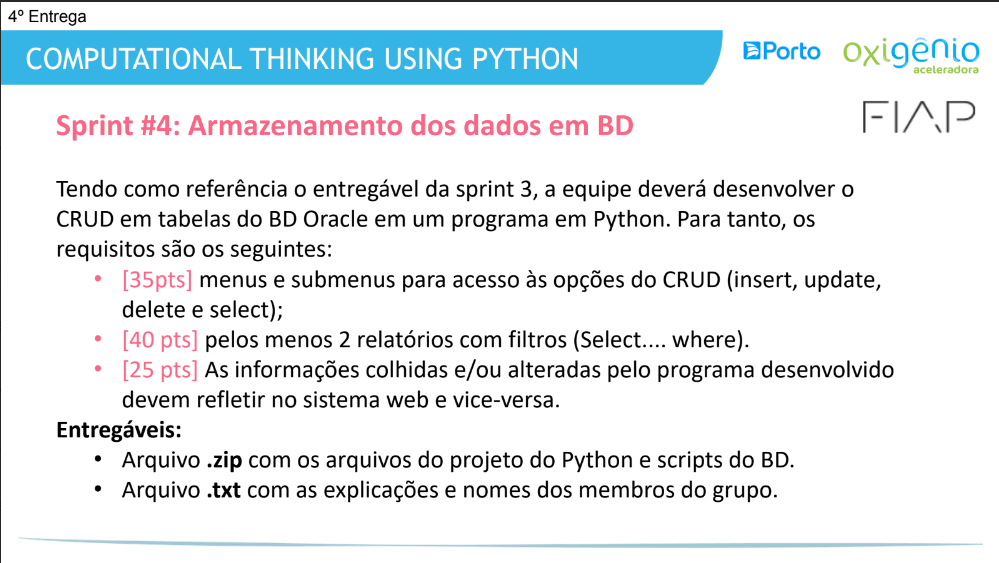 4º Entrega
COMPUTATIONAL THINKING USING PYTHON
Porto
oxigênio
aceleradora
FIAP
Sprint #4: Armazenamento dos dados em BD
Tendo como referência o entregável da sprint 3, a equipe deverá desenvolver o
CRUD em tabelas do BD Oracle em um programa em Python. Para tanto, os
requisitos são os seguintes:
• [35pts] menus e submenus para acesso às opções do CRUD (insert, update,
delete e select);
• [40 pts] pelos menos 2 relatórios com filtros (Select.... where).
• [25 pts] As informações colhidas e/ou alteradas pelo programa desenvolvido
devem refletir no sistema web e vice-versa.
Entregáveis:
• Arquivo .zip com os arquivos do projeto do Python e scripts do BD.
• Arquivo .txt com as explicações e nomes dos membros do grupo.